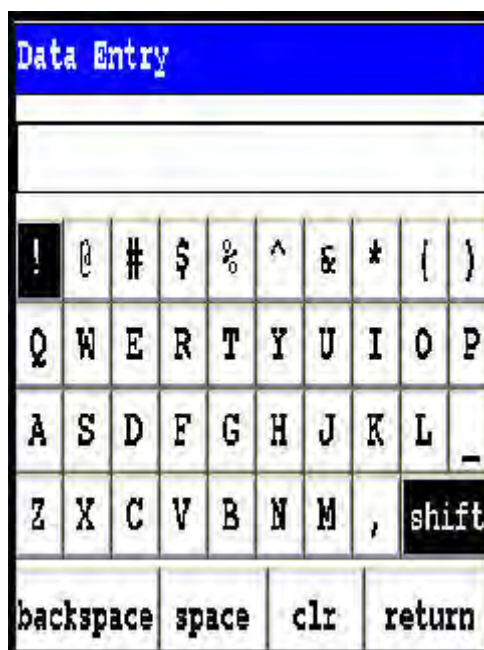 Data Entry
! @ # $ % ^ & * ( )
Q W E R T Y U I O P
A S D F G H J K L _
Z X C V B N M , shift
backspace space clr return